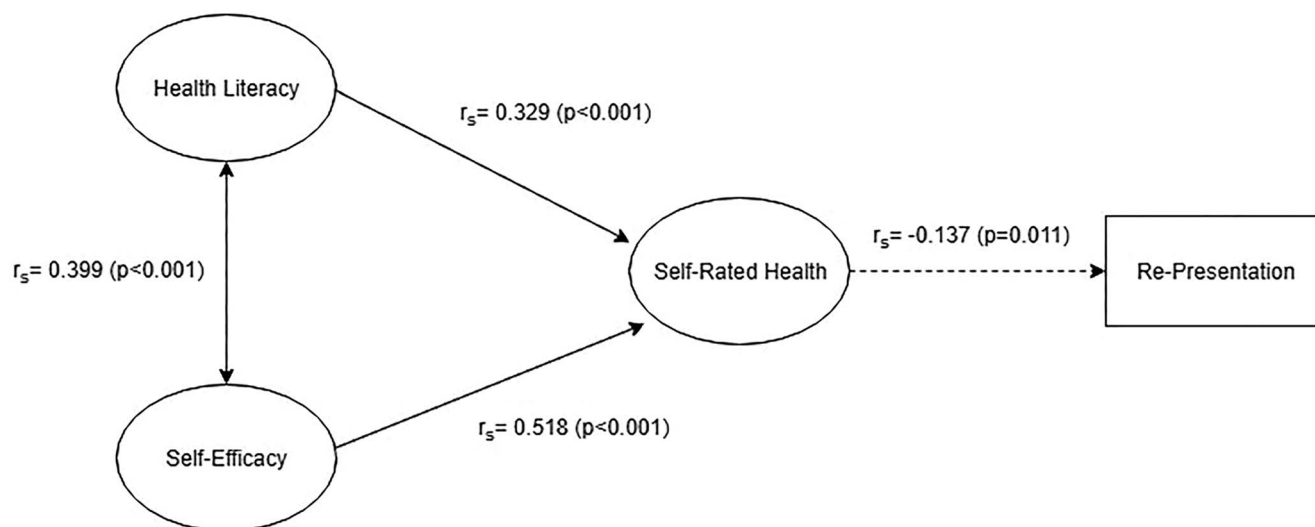 Health Literacy
rₛ= 0.329 (p<0.001)
rₛ= -0.137 (p=0.011)
rₛ= 0.399 (p<0.001)
Self-Rated Health
Re-Presentation
rₛ= 0.518 (p<0.001)
Self-Efficacy